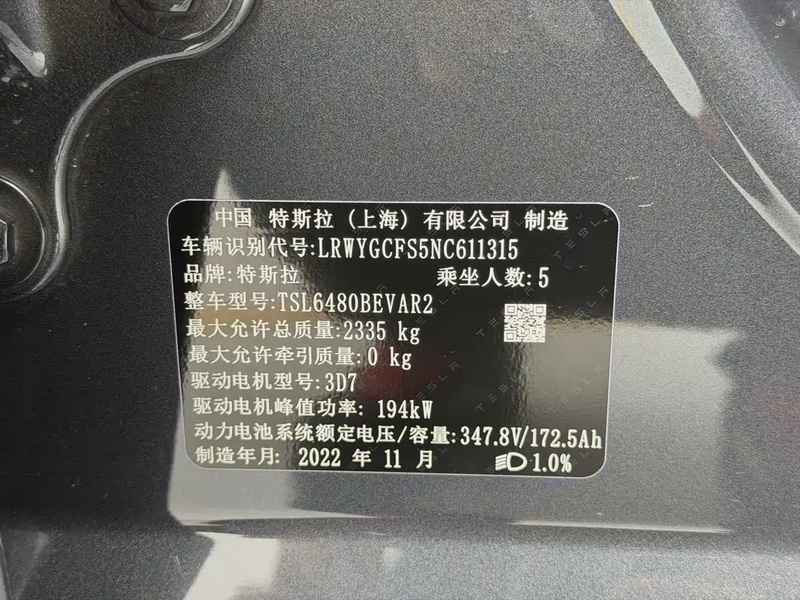 中国 特斯拉 (上海) 有限公司 制造
车辆识别代号:LRWYGCFS5NC611315
品牌:特斯拉 乘坐人数:5
整车型号:TSL6480BEVAR2
最大允许总质量:2335 kg
最大允许牵引质量:0 kg
驱动电机型号:3D7
驱动电机峰值功率: 194kW
动力电池系统额定电压/容量:347.8V/172.5Ah
制造年月: 2022 年 11 月 1.0%
TESLA